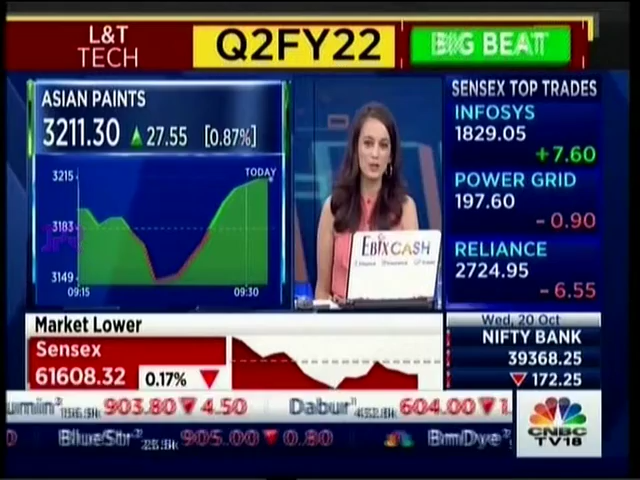 L&T
TECH
Q2FY22
BIG BEAT
ASIAN PAINTS
3211.30 ▲ 27.55 [0.87%]
3215
TODAY
3183
3149
09:15
09:30
EBIXCASH
SENSEX TOP TRADES
INFOSYS
1829.05
+7.60
POWER GRID
197.60
- 0.90
RELIANCE
2724.95
- 6.55
Market Lower
Sensex
61608.32 0.17% ▼
Wed, 20 Oct
NIFTY BANK
39368.25
▼ 172.25
903.80 ▼ 4.50 Dabur 604.00 ▼
BlueStr 905.00 ▼ 0.80 BmDye
CNBC
TV18